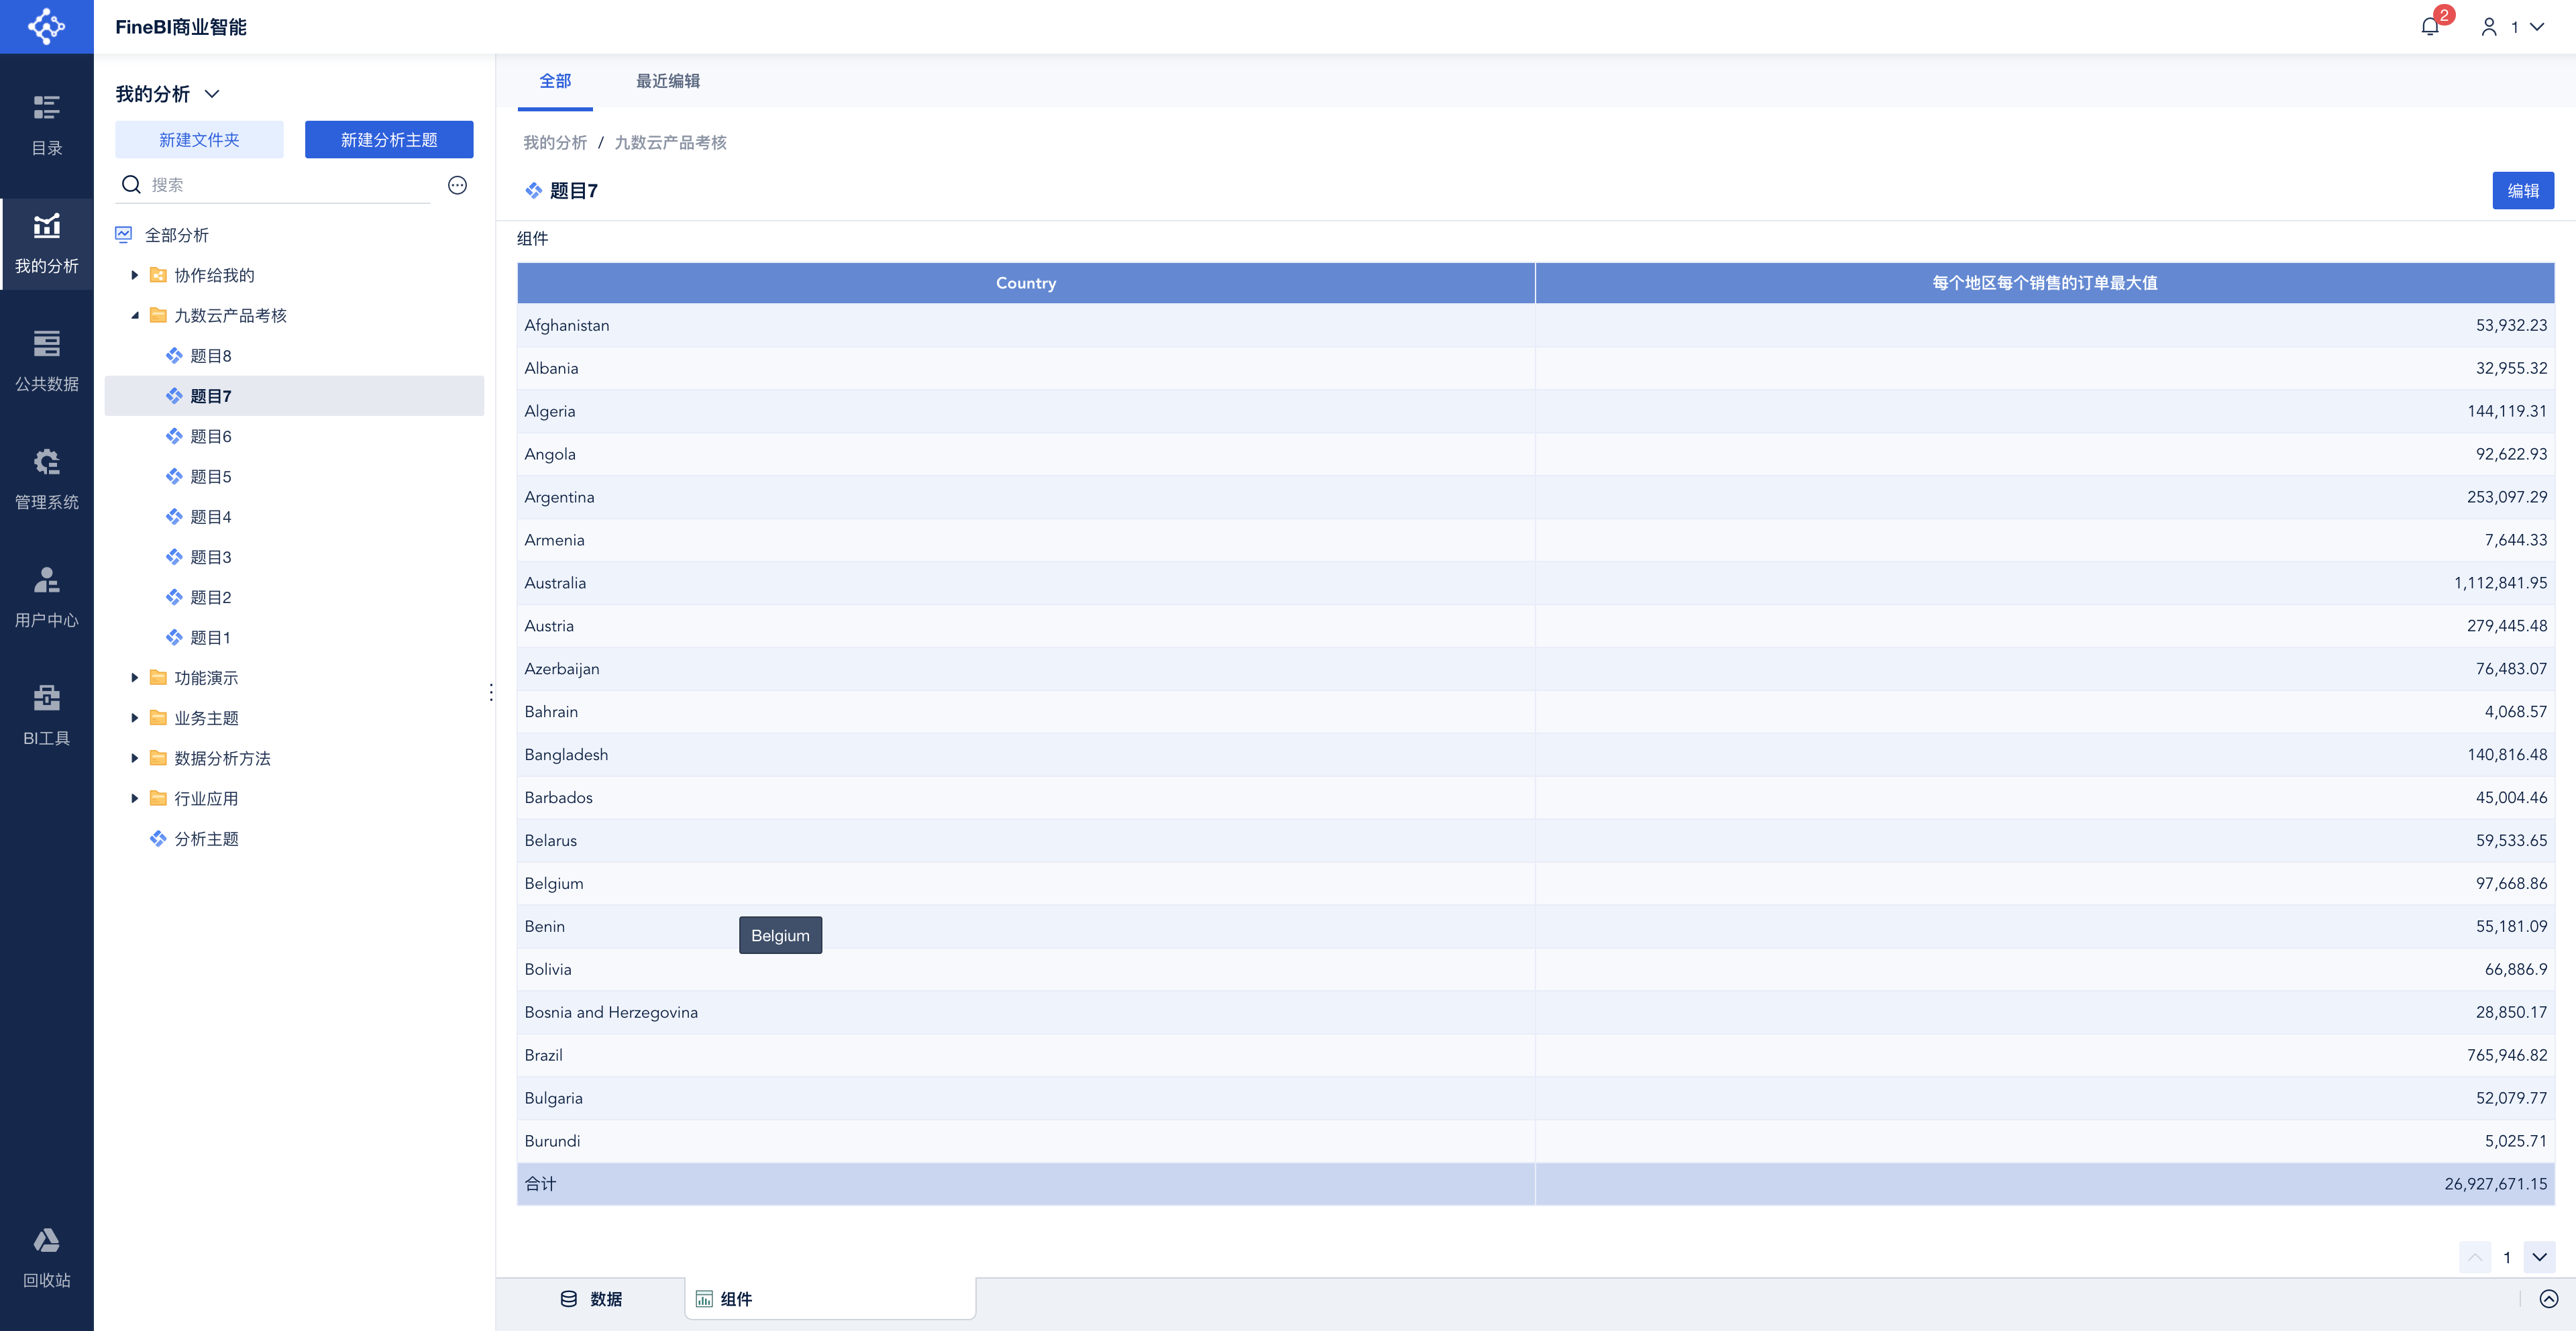 FineBI商业智能
2
1
目录
我的分析
公共数据
管理系统
用户中心
BI工具
回收站
我的分析
新建文件夹 新建分析主题
搜索
全部分析
协作给我的
九数云产品考核
题目8
题目7
题目6
题目5
题目4
题目3
题目2
题目1
功能演示
业务主题
数据分析方法
行业应用
分析主题
全部 最近编辑
我的分析 / 九数云产品考核
题目7 编辑
组件
Country 每个地区每个销售的订单最大值
Afghanistan 53,932.23
Albania 32,955.32
Algeria 144,119.31
Angola 92,622.93
Argentina 253,097.29
Armenia 7,644.33
Australia 1,112,841.95
Austria 279,445.48
Azerbaijan 76,483.07
Bahrain 4,068.57
Bangladesh 140,816.48
Barbados 45,004.46
Belarus 59,533.65
Belgium 97,668.86
Benin 55,181.09
Belgium
Bolivia 66,886.9
Bosnia and Herzegovina 28,850.17
Brazil 765,946.82
Bulgaria 52,079.77
Burundi 5,025.71
合计 26,927,671.15
1
数据 组件